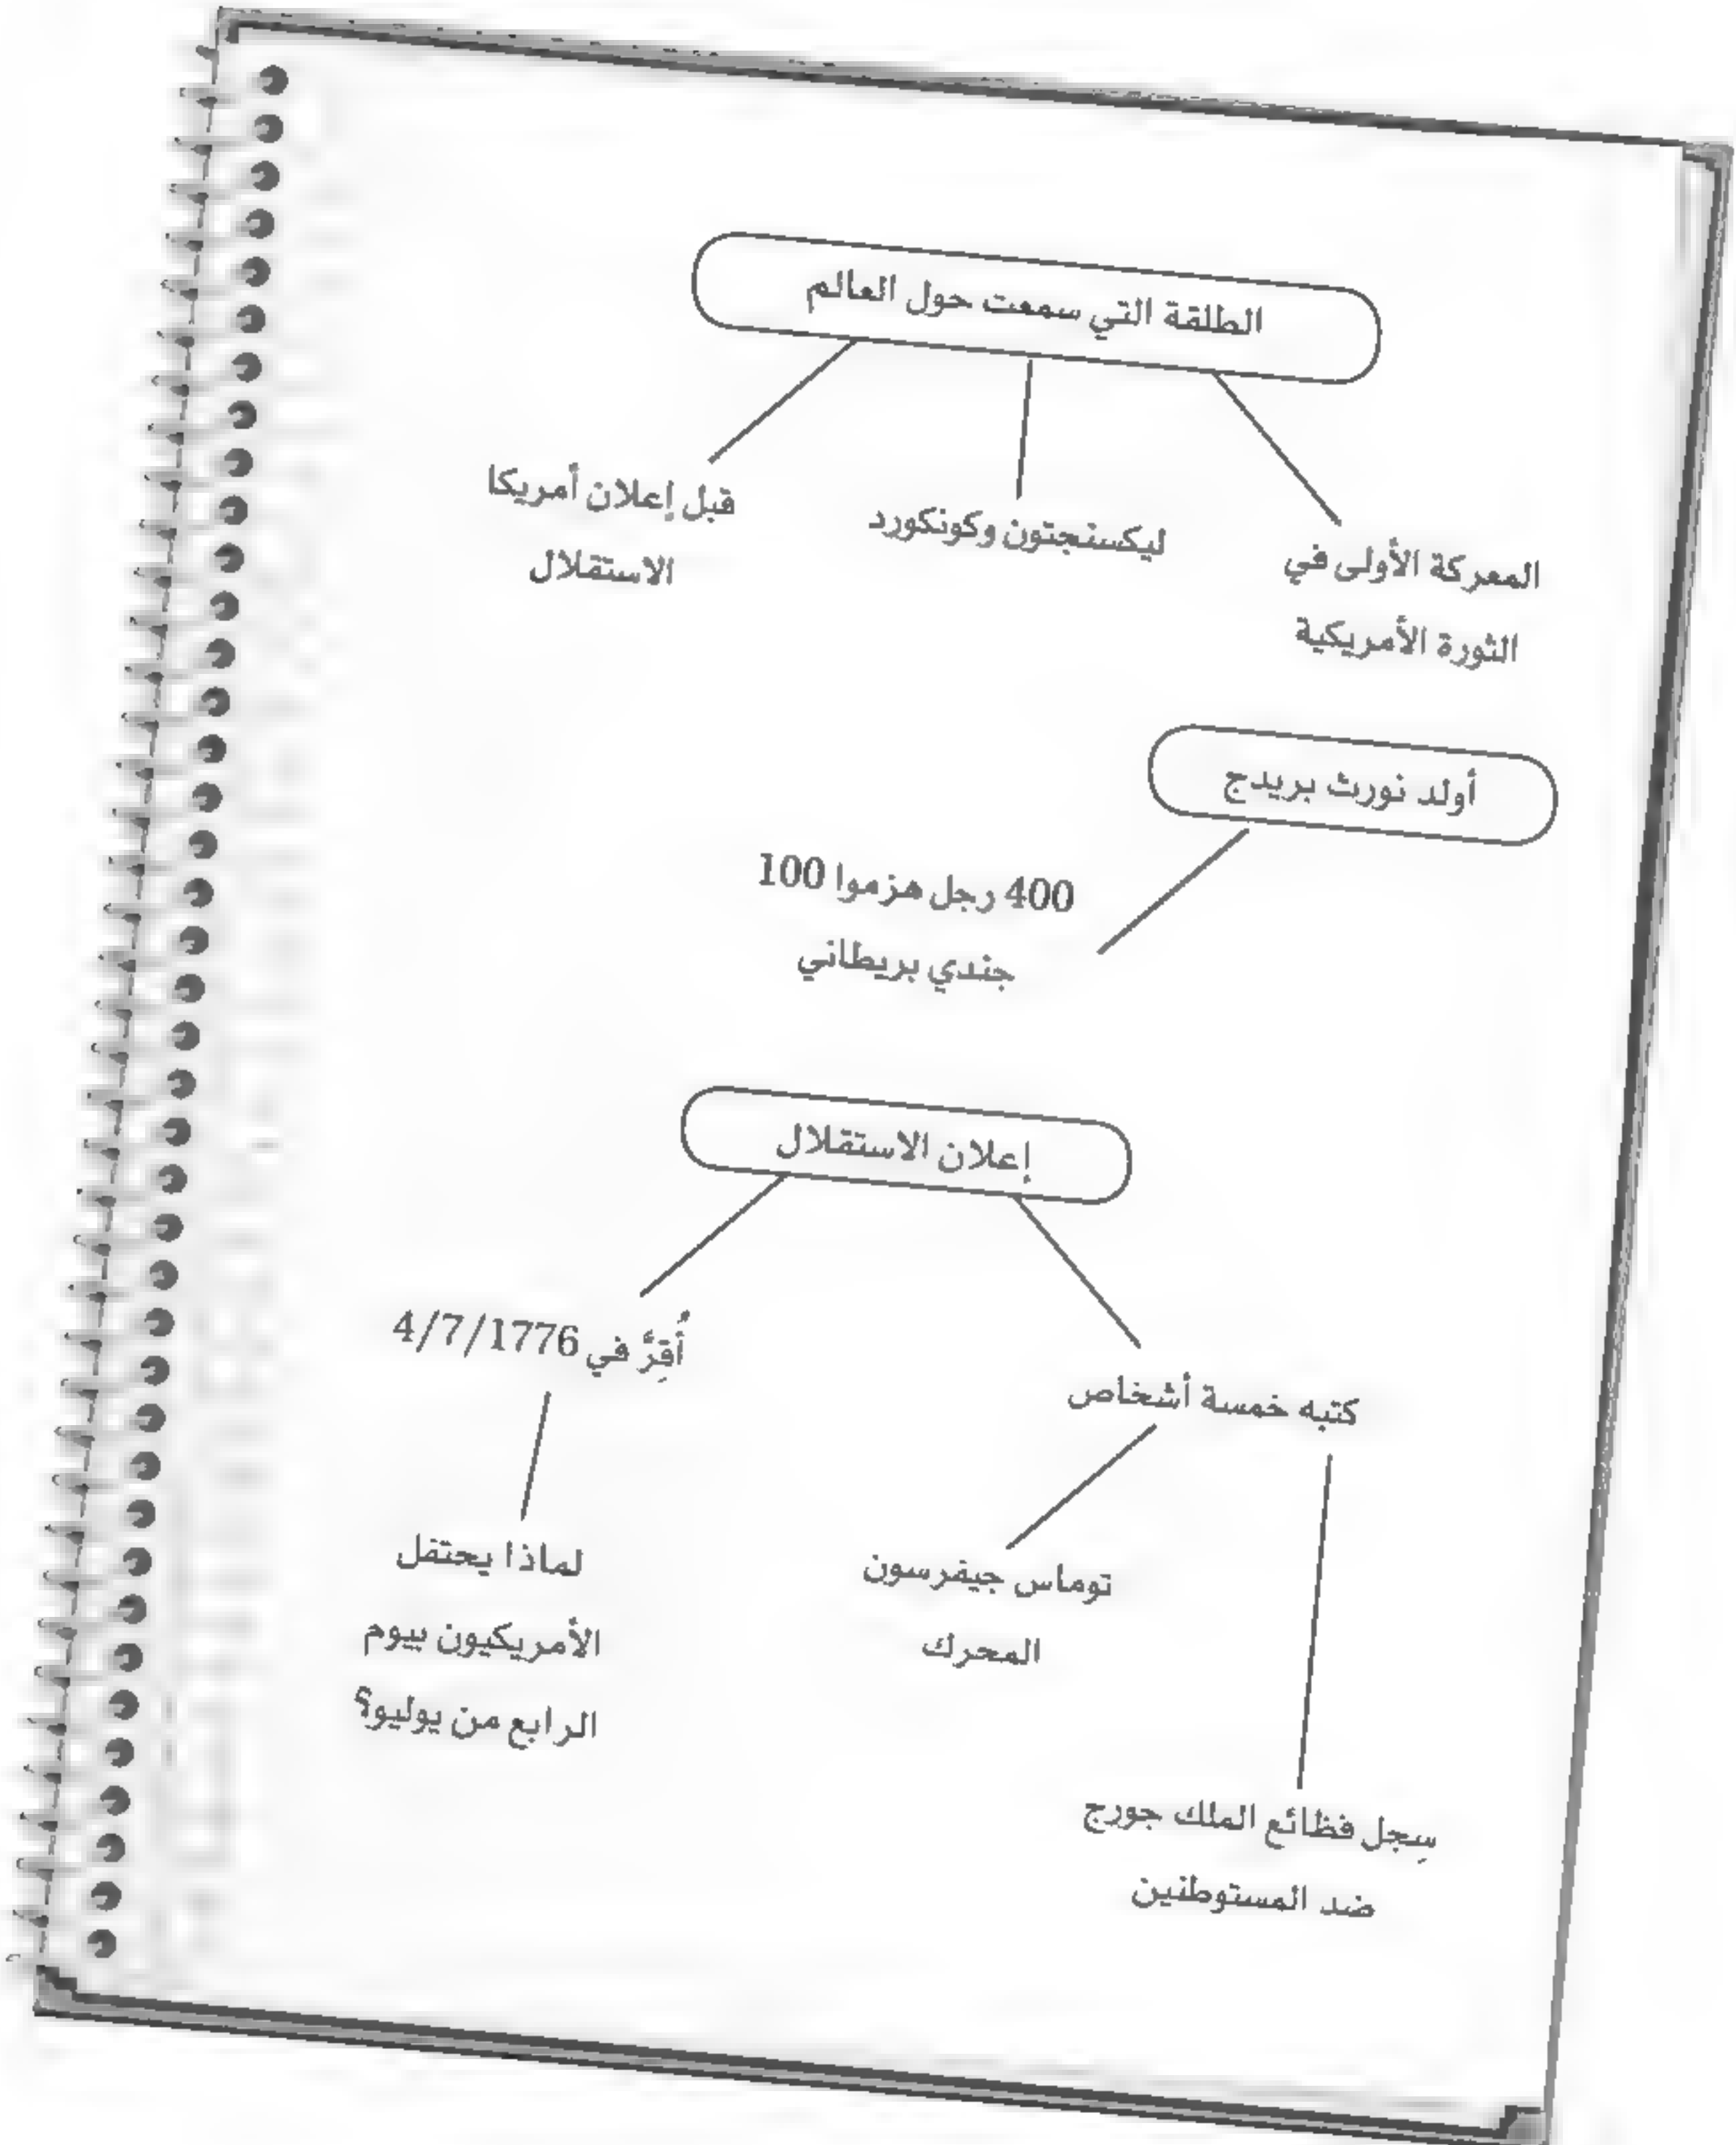 الطلقة التي سمعت حول العالم
المعركة الأولى في
الثورة الأمريكية
ليكسنجتون وكونكورد
قبل إعلان أمريكا
الاستقلال
أولد نورث بريدج
400 رجل هزموا 100
جندي بريطاني
إعلان الاستقلال
كتبه خمسة أشخاص
سِجل فظائع الملك جورج
ضد المستوطنين
توماس جيفرسون
المحرك
أُقِرَّ في 4/7/1776
لماذا يحتفل
الأمريكيون بيوم
الرابع من يوليو؟